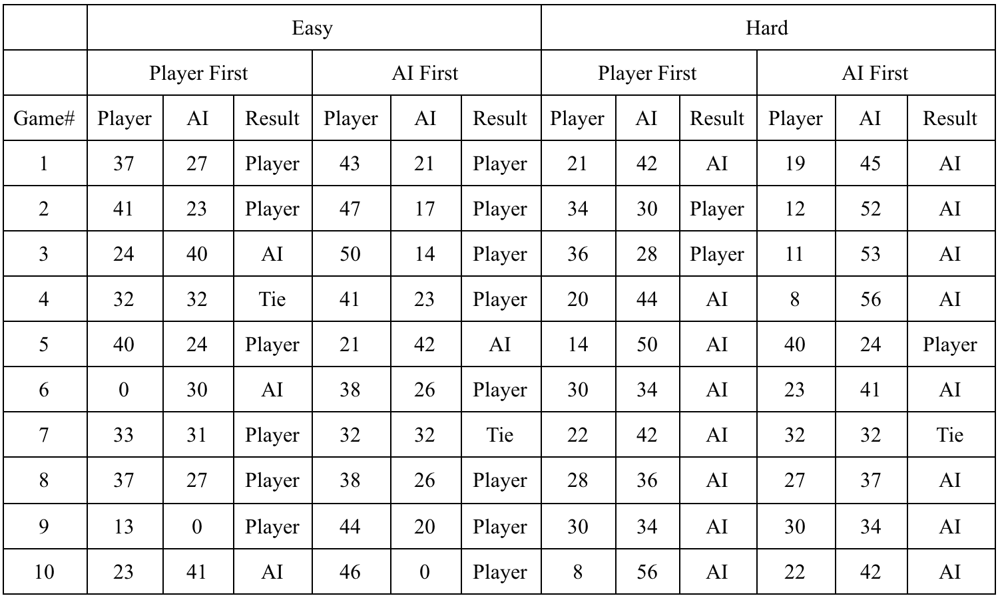 Easy Hard
Player First AI First Player First AI First
Game# Player AI Result Player AI Result Player AI Result Player AI Result
1 37 27 Player 43 21 Player 21 42 AI 19 45 AI
2 41 23 Player 47 17 Player 34 30 Player 12 52 AI
3 24 40 AI 50 14 Player 36 28 Player 11 53 AI
4 32 32 Tie 41 23 Player 20 44 AI 8 56 AI
5 40 24 Player 21 42 AI 14 50 AI 40 24 Player
6 0 30 AI 38 26 Player 30 34 AI 23 41 AI
7 33 31 Player 32 32 Tie 22 42 AI 32 32 Tie
8 37 27 Player 38 26 Player 28 36 AI 27 37 AI
9 13 0 Player 44 20 Player 30 34 AI 30 34 AI
10 23 41 AI 46 0 Player 8 56 AI 22 42 AI